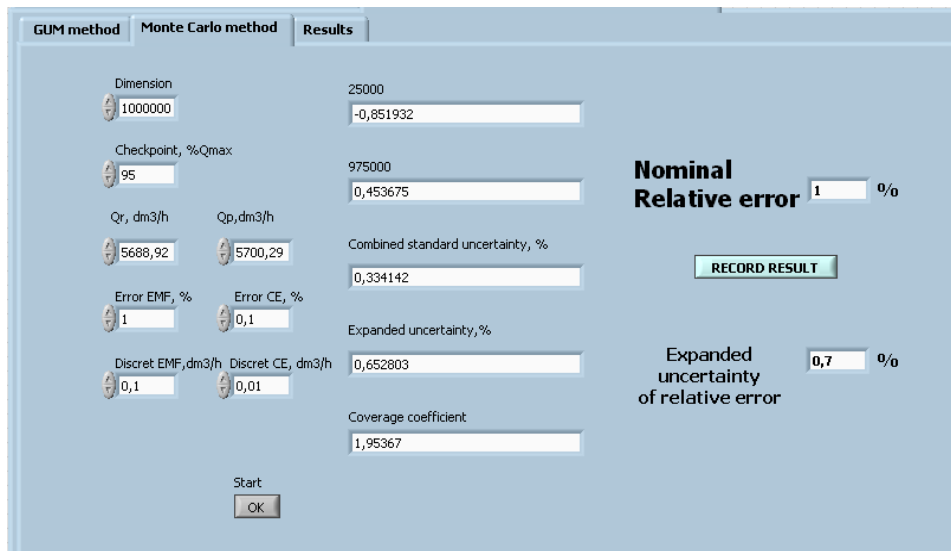 GUM method Monte Carlo method Results
Dimension
1000000
Checkpoint, %Qmax
95
Qr, dm3/h Qp,dm3/h
5688,92 5700,29
Error EMF, % Error CE, %
1 0,1
Discret EMF,dm3/h Discret CE, dm3/h
0,1 0,01
Start
OK
25000
-0,851932
975000
0,453675
Combined standard uncertainty, %
0,334142
Expanded uncertainty,%
0,652803
Coverage coefficient
1,95367
Nominal
Relative error 1 %
RECORD RESULT
Expanded 0,7 %
uncertainty
of relative error